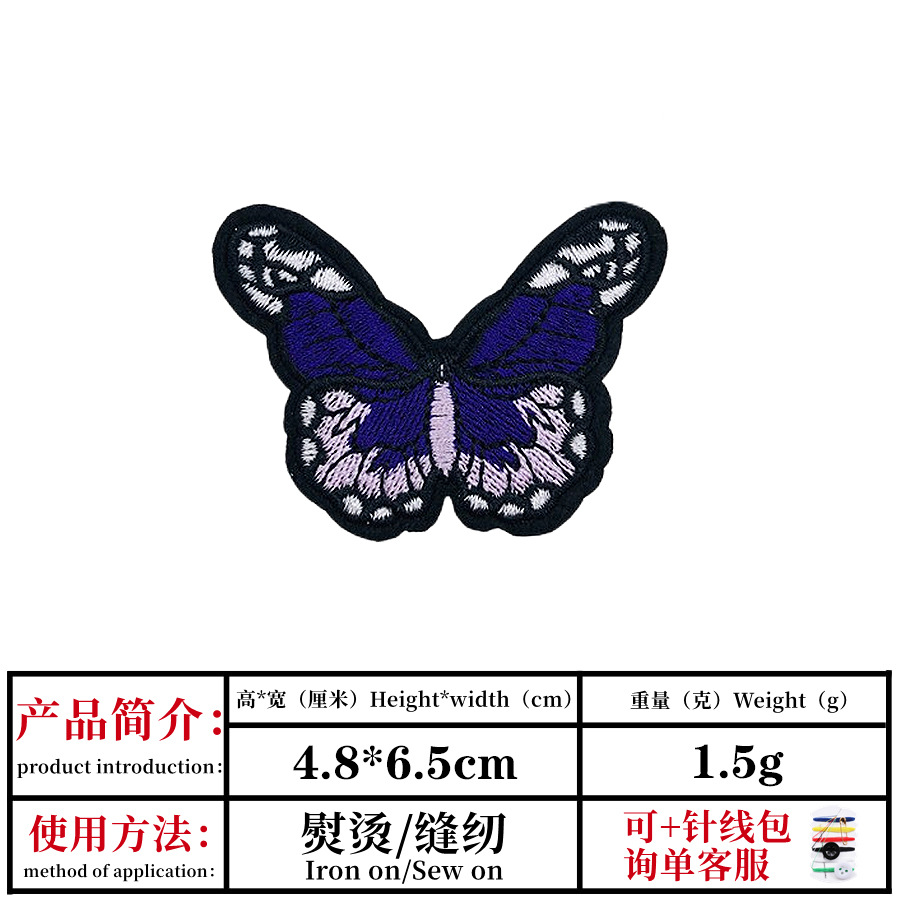 产品简介：
product introduction:
高*宽（厘米）Height*width（cm）
重量（克）Weight（g）
4.8*6.5cm
1.5g
使用方法：
method of application:
熨烫/缝纫
Iron on/Sew on
可+针线包
询单客服